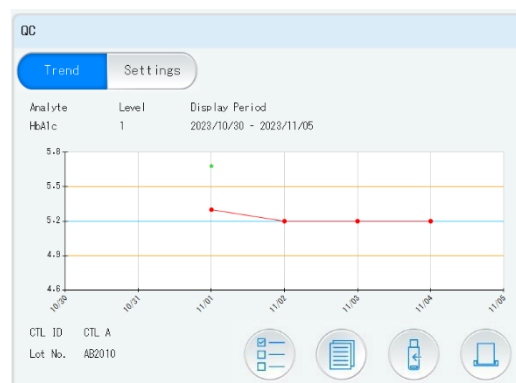 QC
Trend Settings
Analyte Level Display Period
HbA1c 1 2023/10/30 - 2023/11/05
5.8
5.5
5.2
4.9
4.6
10/30 10/31 11/01 11/02 11/03 11/04 11/05
CTL ID CTL A
Lot No. AB2010